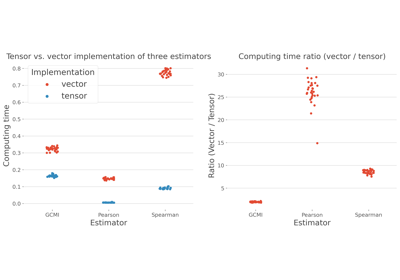 Tensor vs. vector implementation of three estimators
Implementation
vector
tensor
Computing time
0.8
0.7
0.6
0.5
0.4
0.3
0.2
0.1
0.0
GCMI
Pearson
Spearman
Estimator
Computing time ratio (vector / tensor)
Ratio (Vector / Tensor)
30
25
20
15
10
5
GCMI
Pearson
Spearman
Estimator